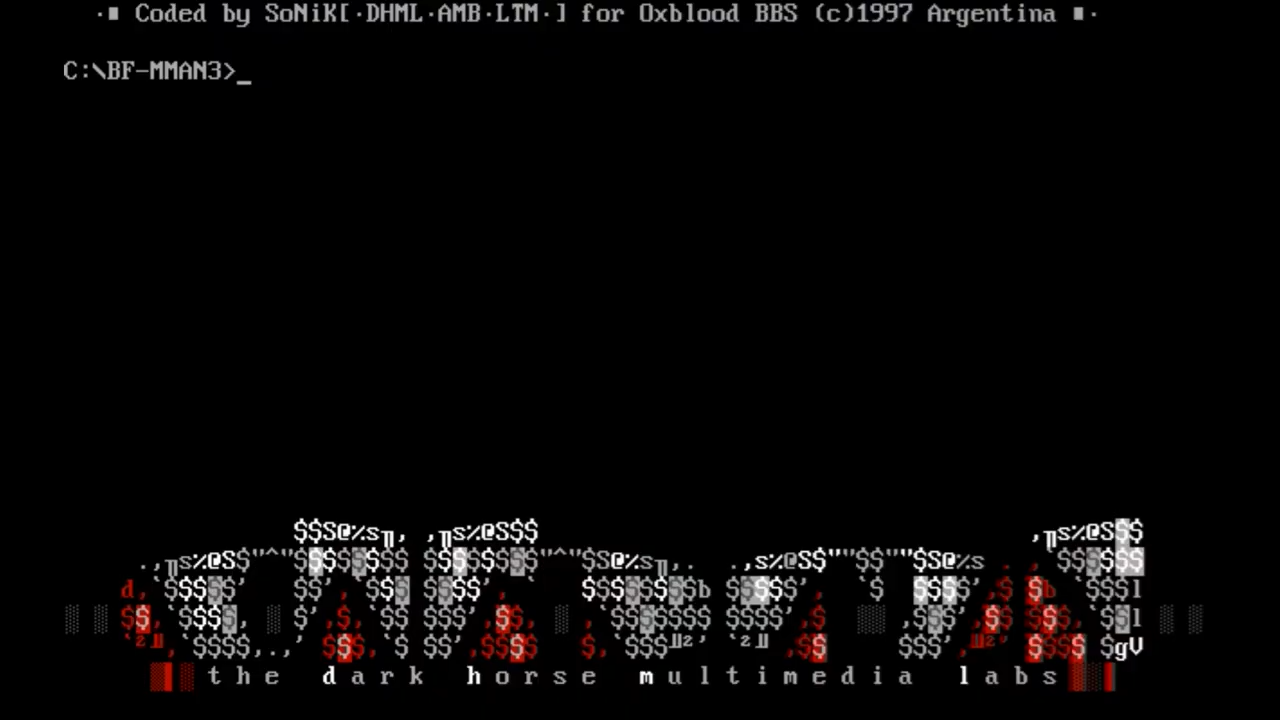 ·■ Coded by SoNiK[·DHML·AMB·LTM·] for Oxblood BBS (c)1997 Argentina ■·
C:\BF-MMAN3>_
the dark horse multimedia labs